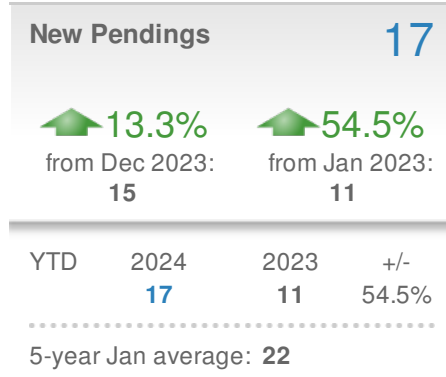 New Pendings 17
13.3% 54.5%
from Dec 2023: from Jan 2023:
15 11
YTD 2024 2023 +/-
17 11 54.5%
5-year Jan average: 22